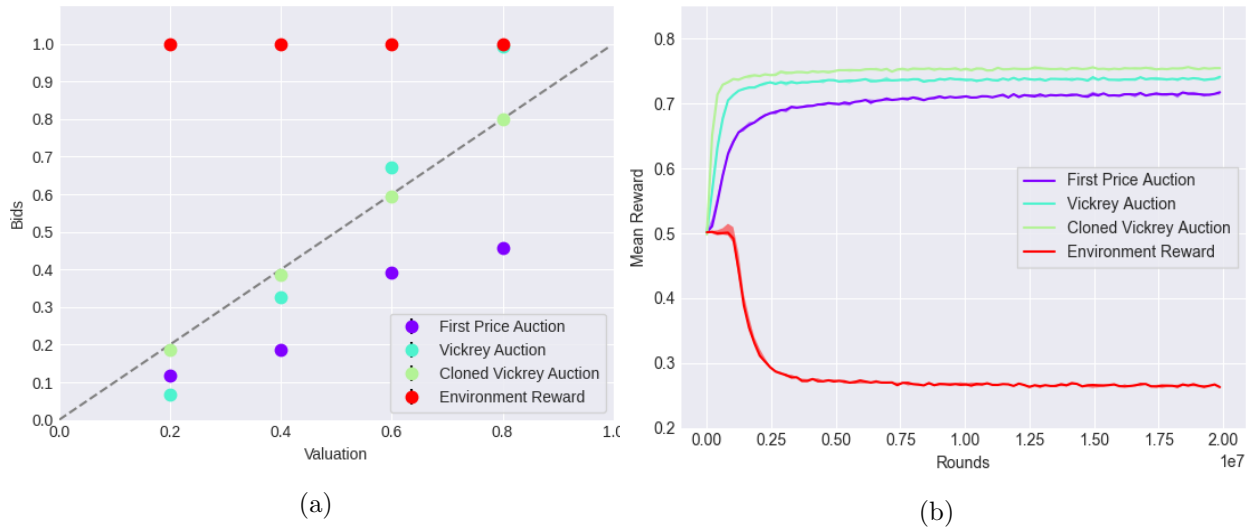 1.0
0.9
0.8
0.7
0.6
0.5
0.4
0.3
0.2
0.1
0.0
Bids
0.0 0.2 0.4 0.6 0.8 1.0
Valuation
First Price Auction
Vickrey Auction
Cloned Vickrey Auction
Environment Reward
(a)
0.8
0.7
0.6
0.5
0.4
0.3
0.2
Mean Reward
First Price Auction
Vickrey Auction
Cloned Vickrey Auction
Environment Reward
0.00 0.25 0.50 0.75 1.00 1.25 1.50 1.75 2.00
1e7
Rounds
(b)